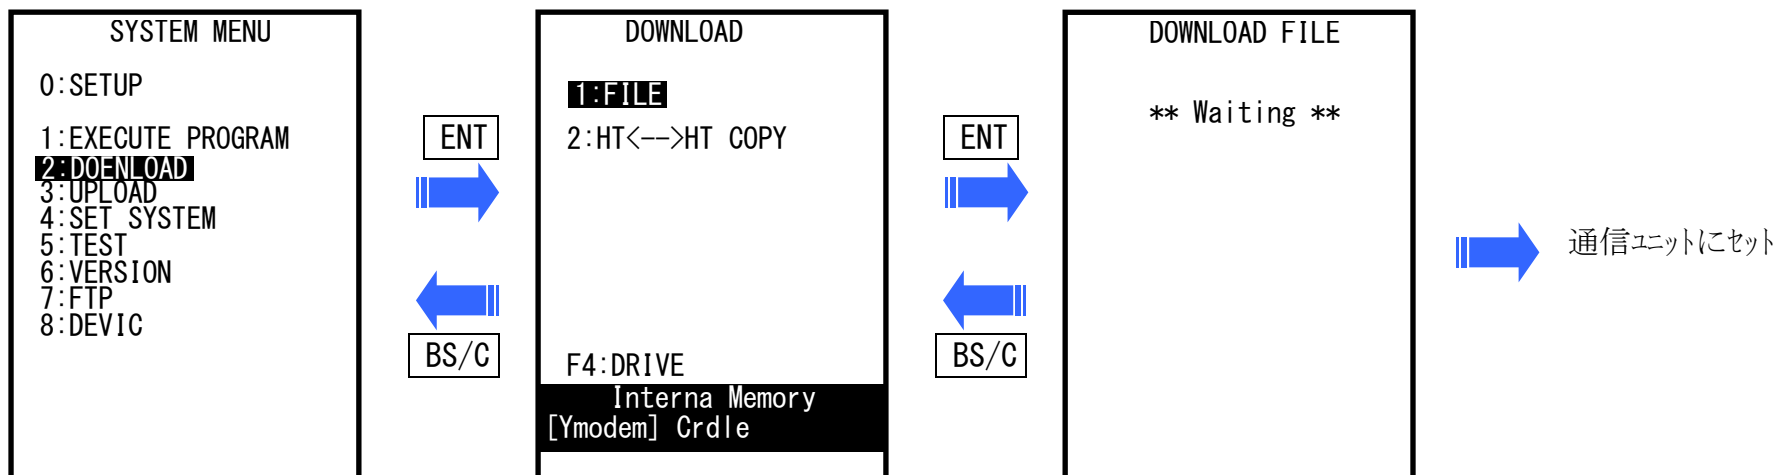 SYSTEM MENU
0:SETUP
1:EXECUTE PROGRAM
2:DOENLOAD
3:UPLOAD
4:SET SYSTEM
5:TEST
6:VERSION
7:FTP
8:DEVIC
ENT
BS/C
DOWNLOAD
1:FILE
2:HT<-->HT COPY
F4:DRIVE
Interna Memory
[Ymodem] Crdle
ENT
BS/C
DOWNLOAD FILE
** Waiting **
通信ユニットにセット